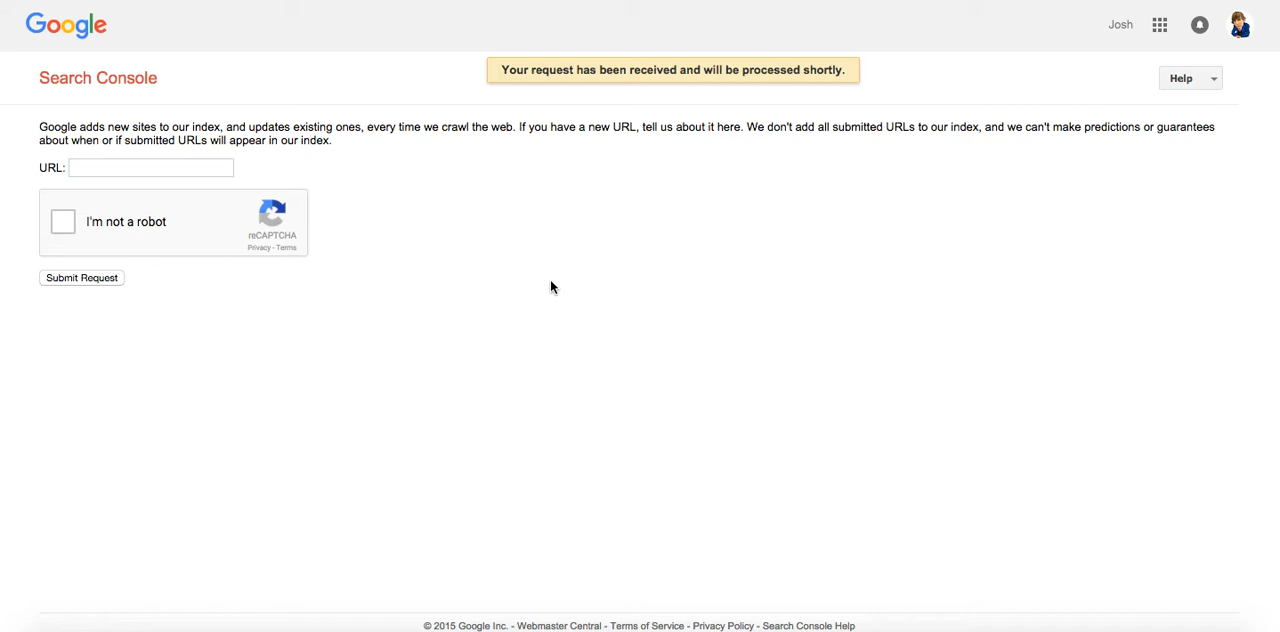 Google
Josh
Search Console
Your request has been received and will be processed shortly.
Help
Google adds new sites to our index, and updates existing ones, every time we crawl the web. If you have a new URL, tell us about it here. We don't add all submitted URLs to our index, and we can't make predictions or guarantees
about when or if submitted URLs will appear in our index.
URL:
I'm not a robot
reCAPTCHA
Privacy - Terms
Submit Request
© 2015 Google Inc. - Webmaster Central - Terms of Service - Privacy Policy - Search Console Help